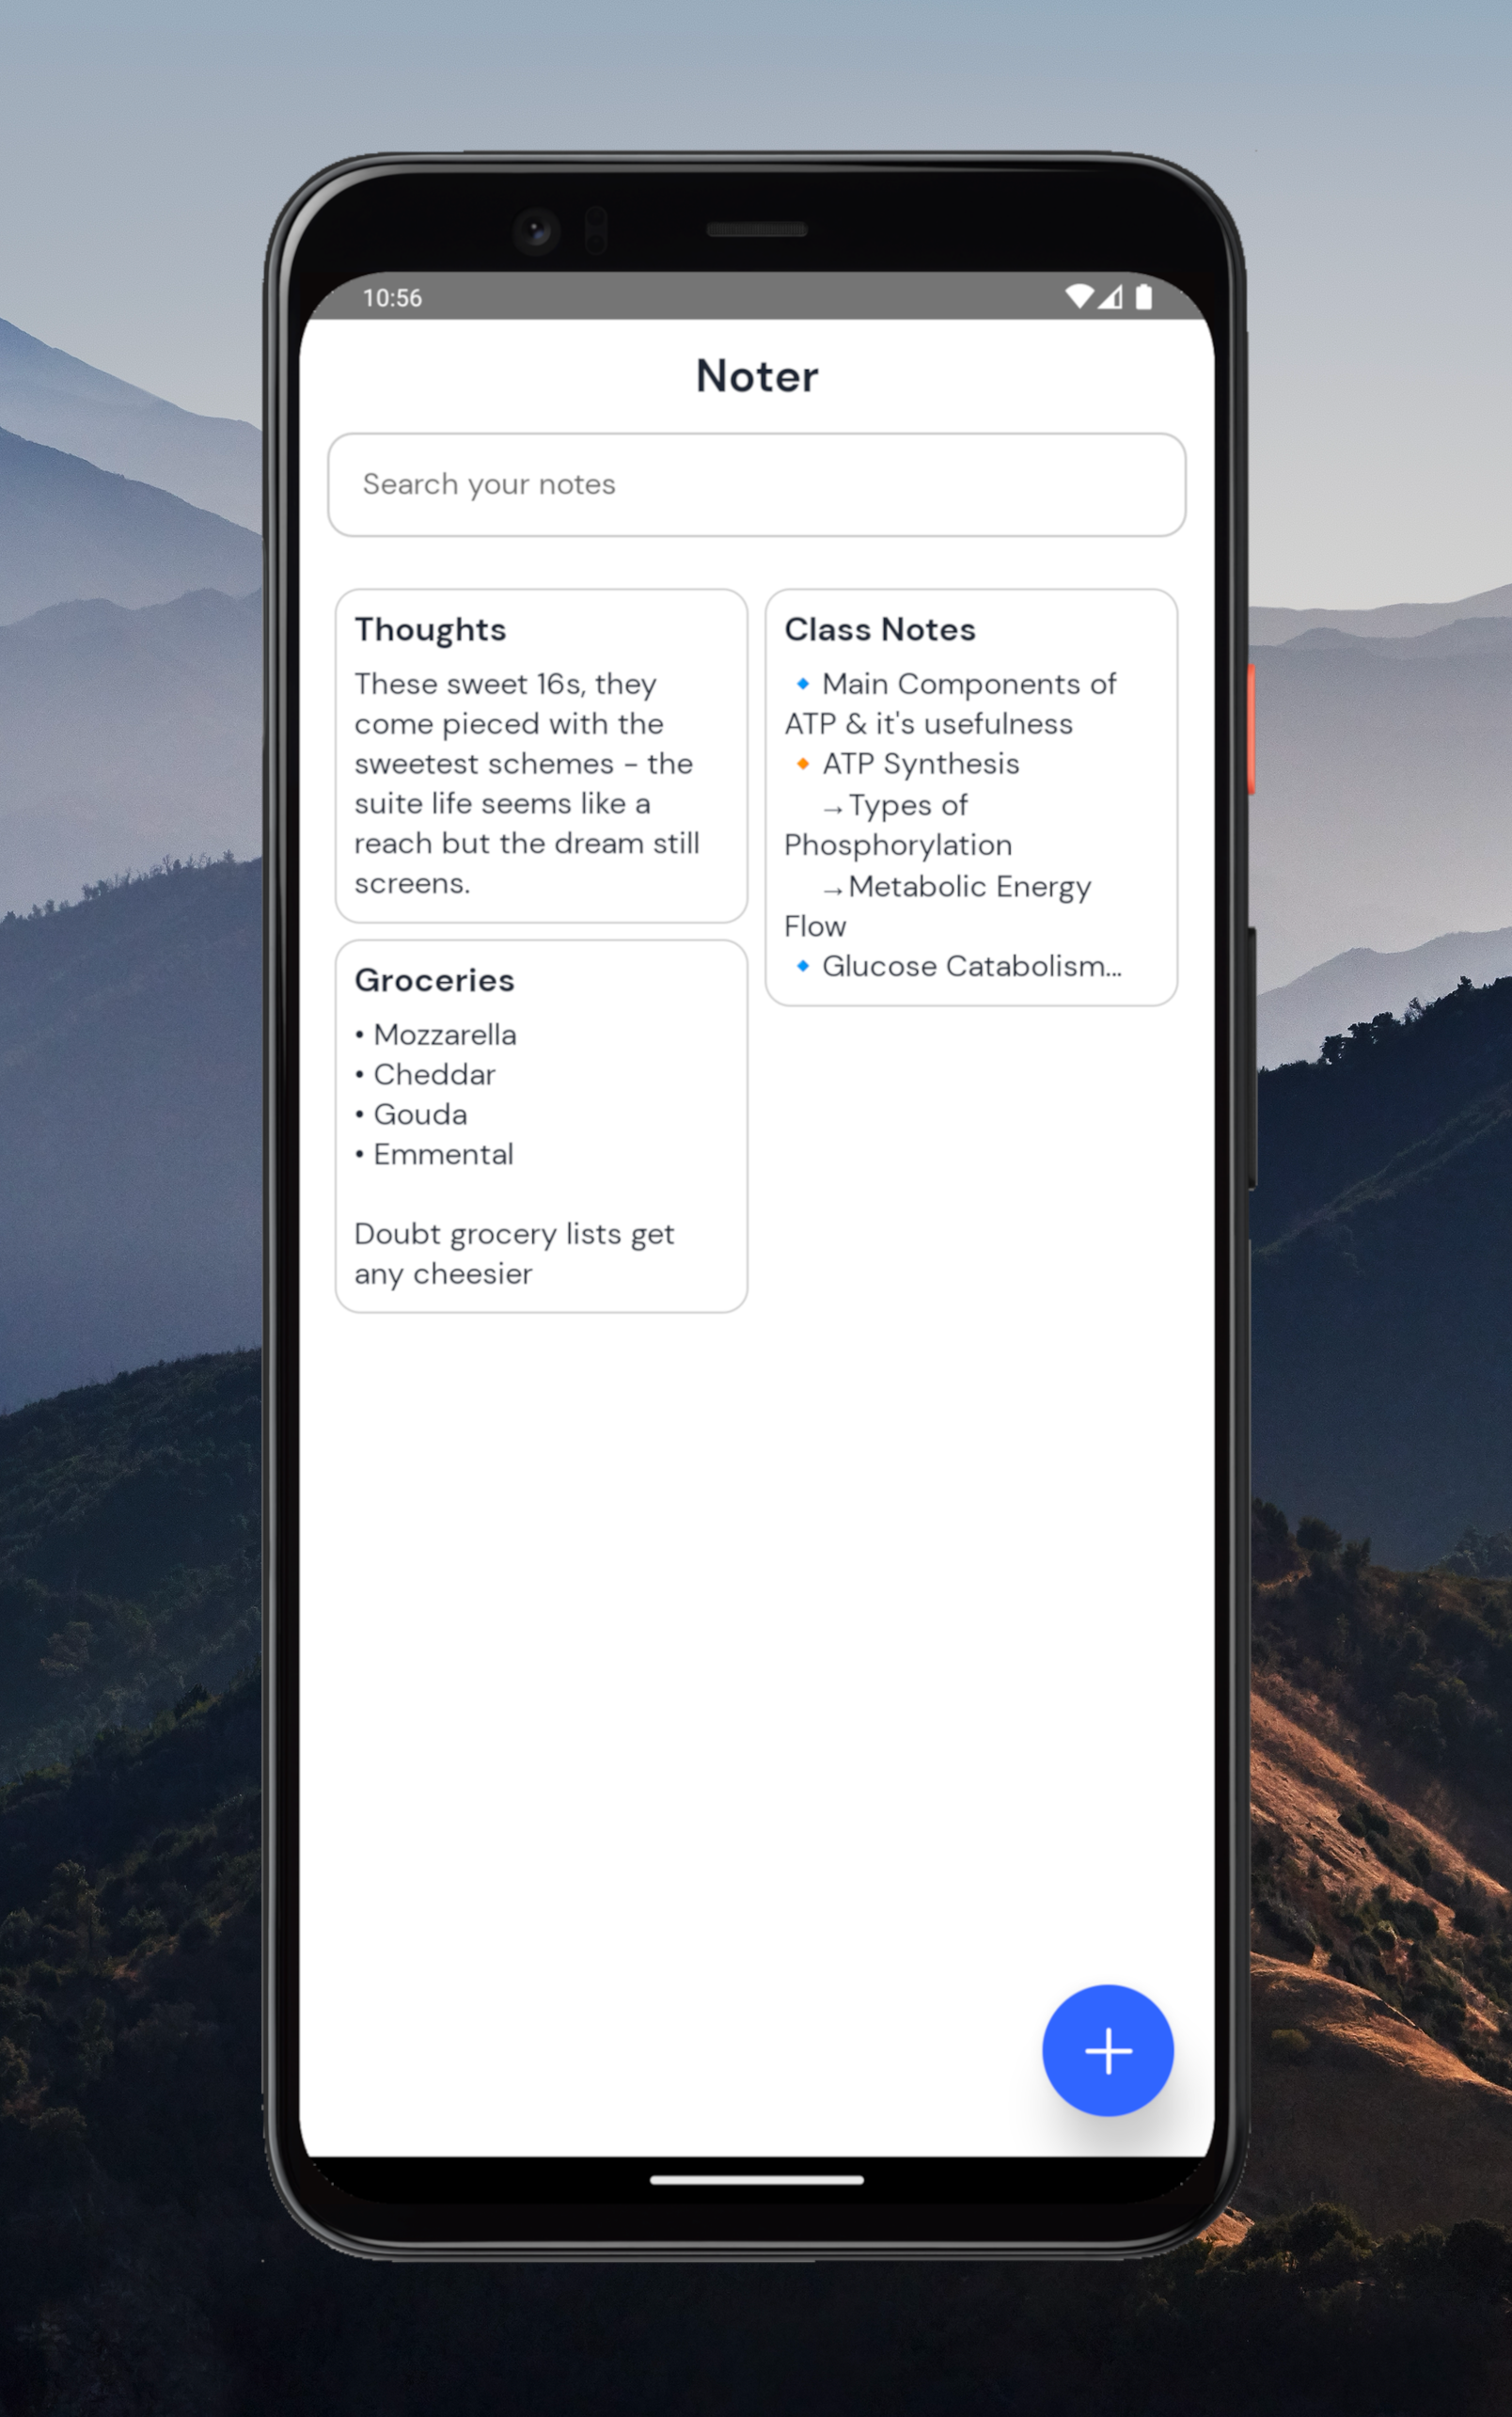 10:56
Noter
Search your notes
Thoughts
These sweet 16s, they
come pieced with the
sweetest schemes - the
suite life seems like a
reach but the dream still
screens.
Groceries
• Mozzarella
• Cheddar
• Gouda
• Emmental
Doubt grocery lists get
any cheesier
Class Notes
🔹 Main Components of
ATP & it's usefulness
🔸 ATP Synthesis
→Types of
Phosphorylation
→Metabolic Energy
Flow
🔹 Glucose Catabolism...